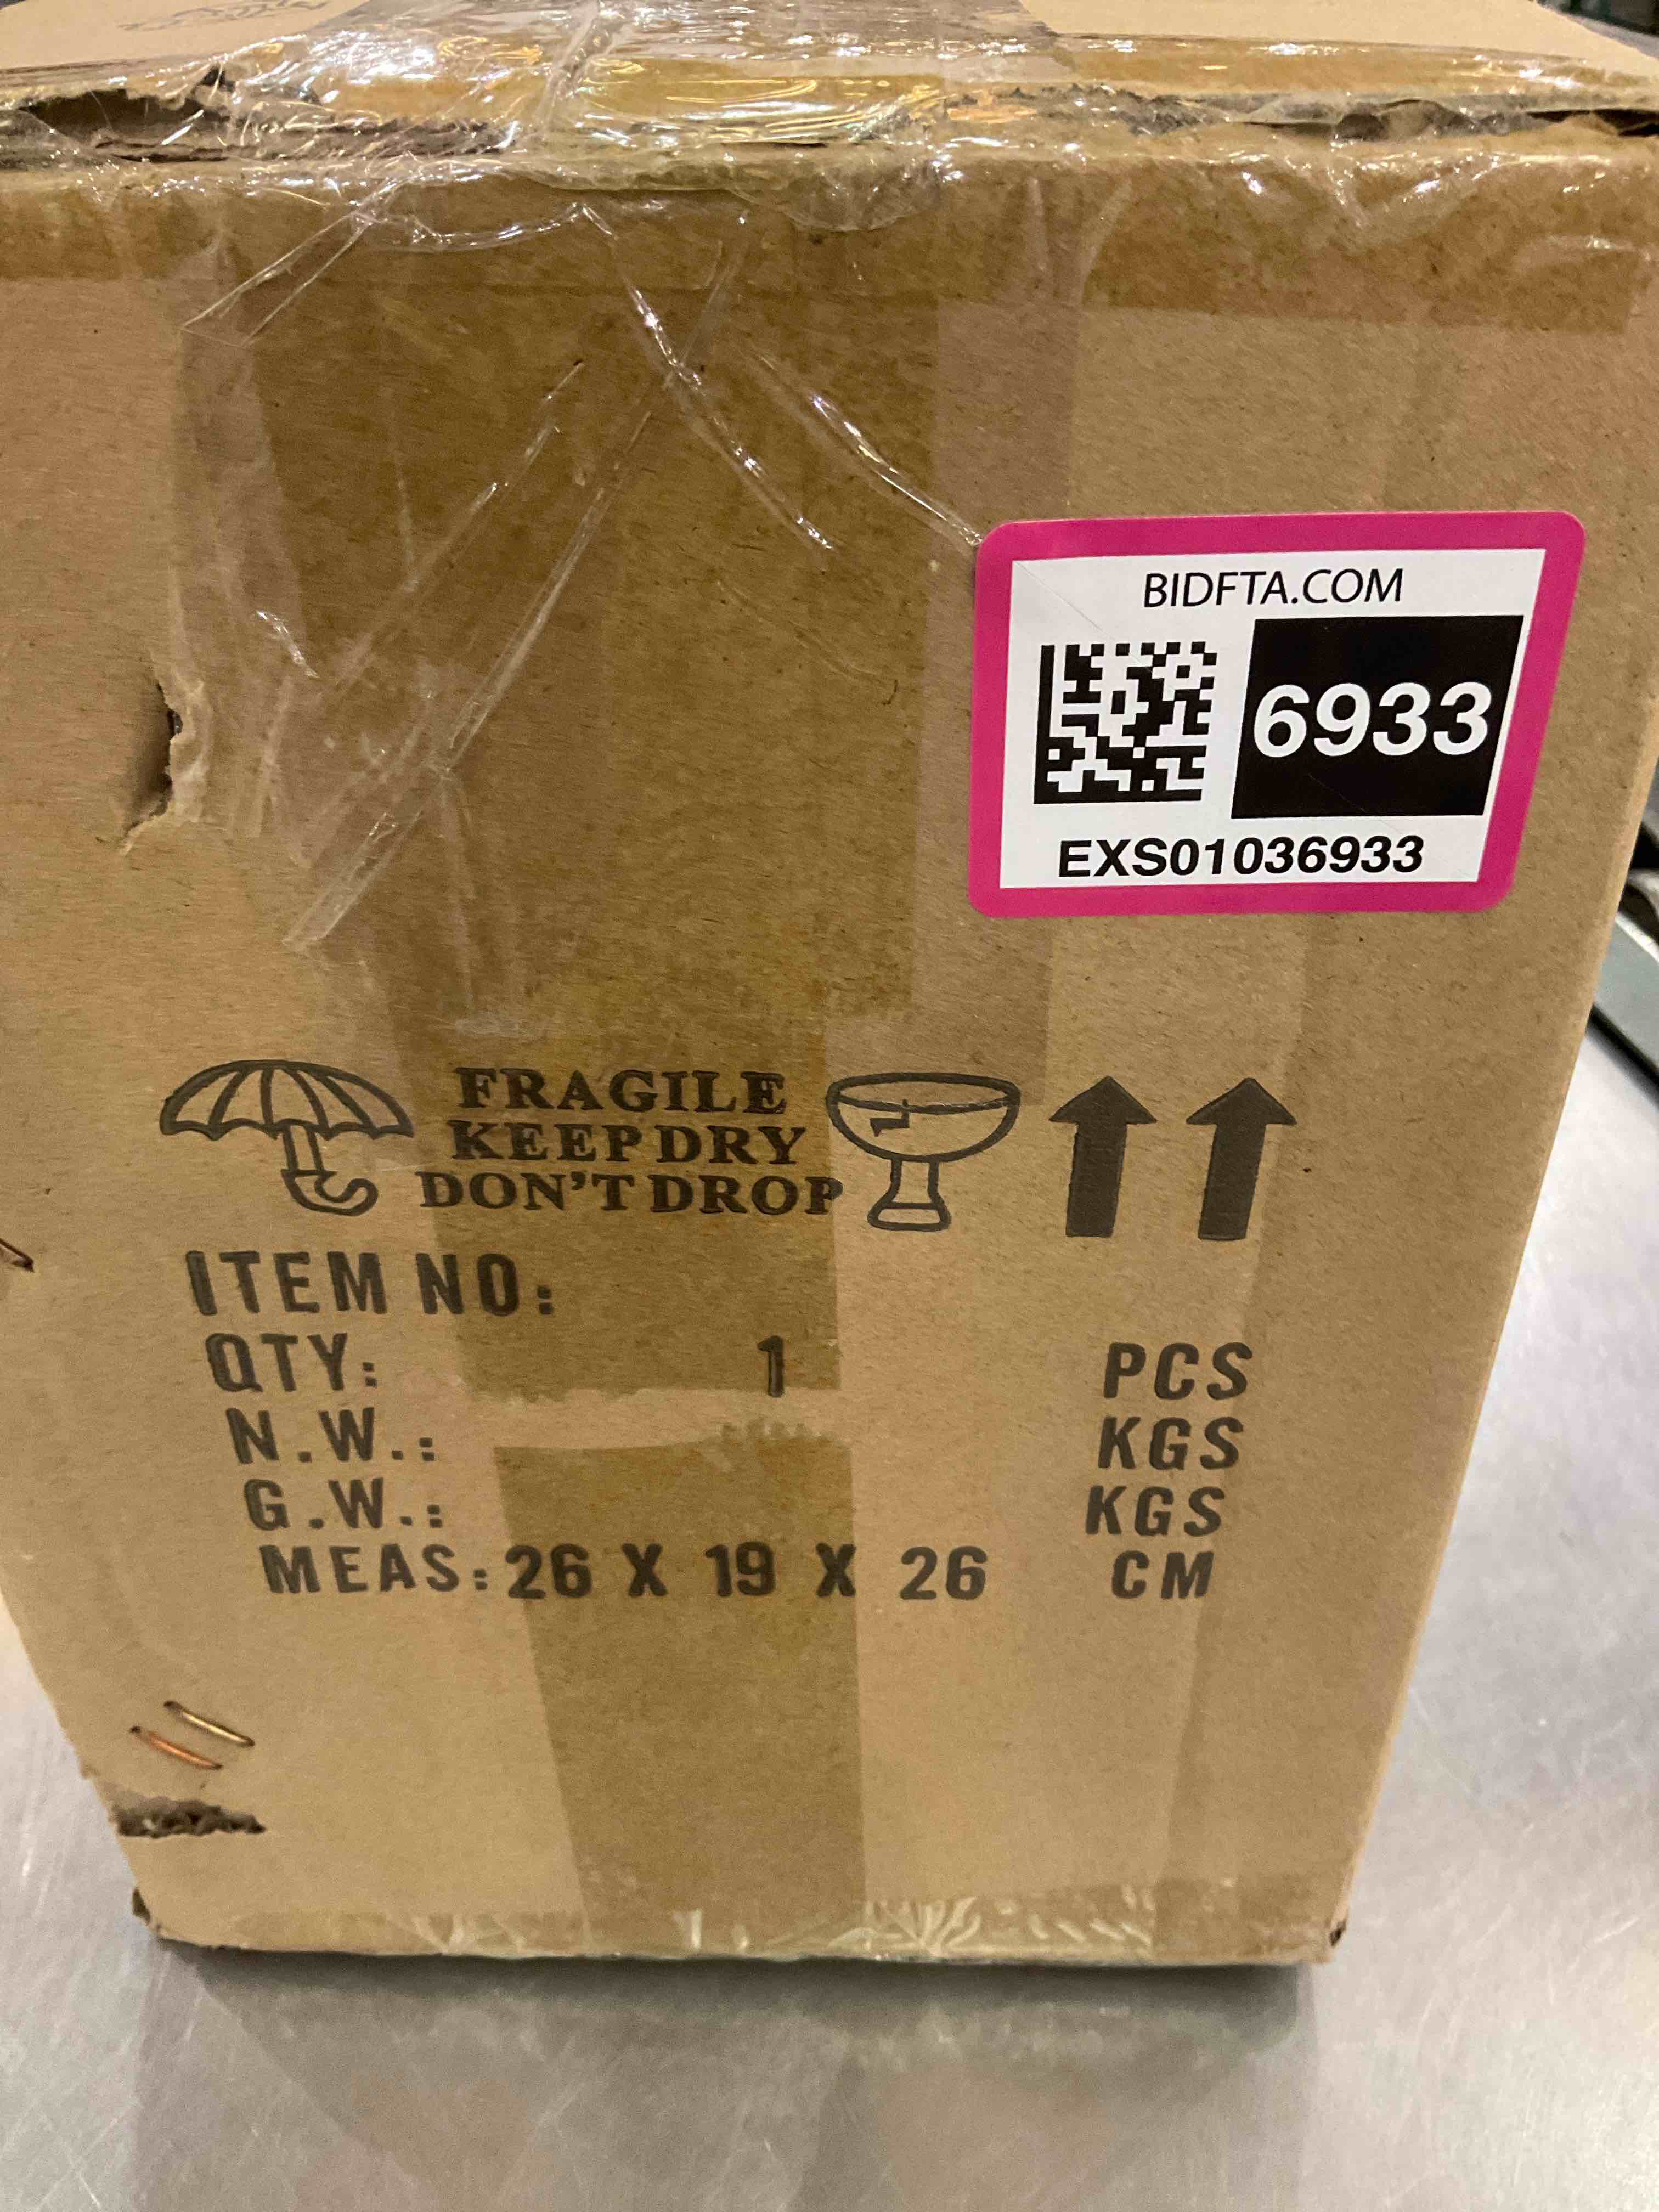 BIDFTA.COM
6933
EXS01036933
FRAGILE
KEEP DRY
DON'T DROP
ITEM NO:
QTY: 1 PCS
N.W.: KGS
G.W.: KGS
MEAS: 26 X 19 X 26 CM